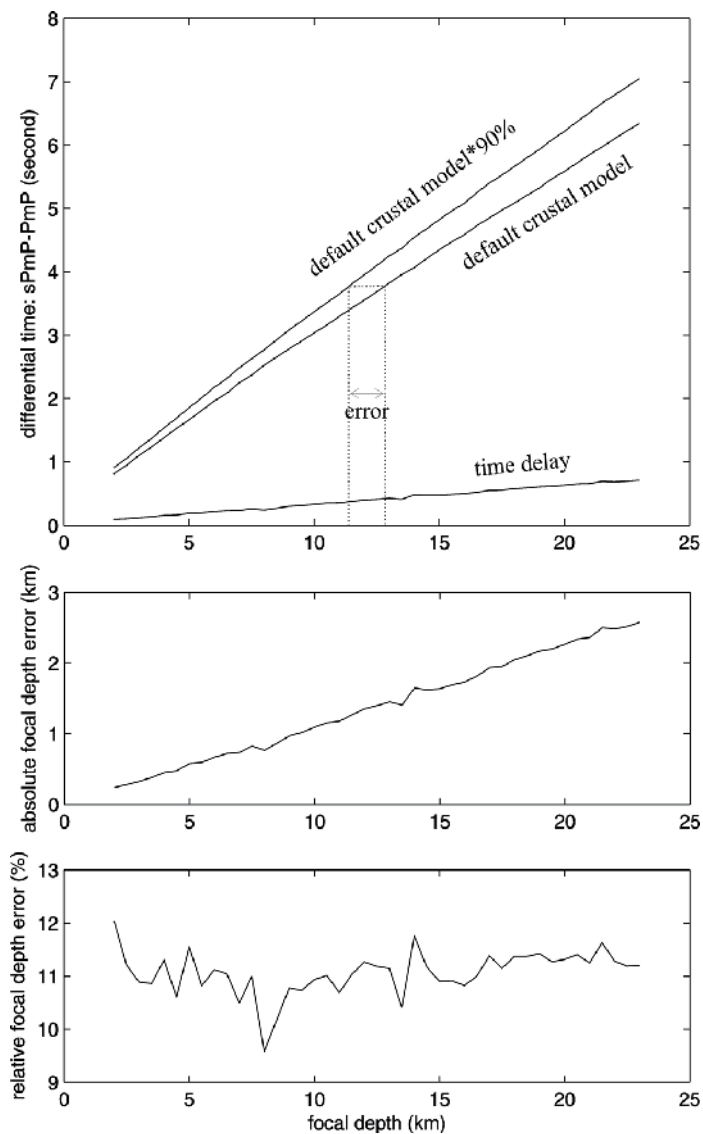 8
7
6
5
4
3
2
1
0
differential time: sPmP-PmP (second)
default crustal model*90%
default crustal model
error
time delay
0 5 10 15 20 25
3
2
1
0
absolute focal depth error (km)
0 5 10 15 20 25
13
12
11
10
9
relative focal depth error (%)
0 5 10 15 20 25
focal depth (km)